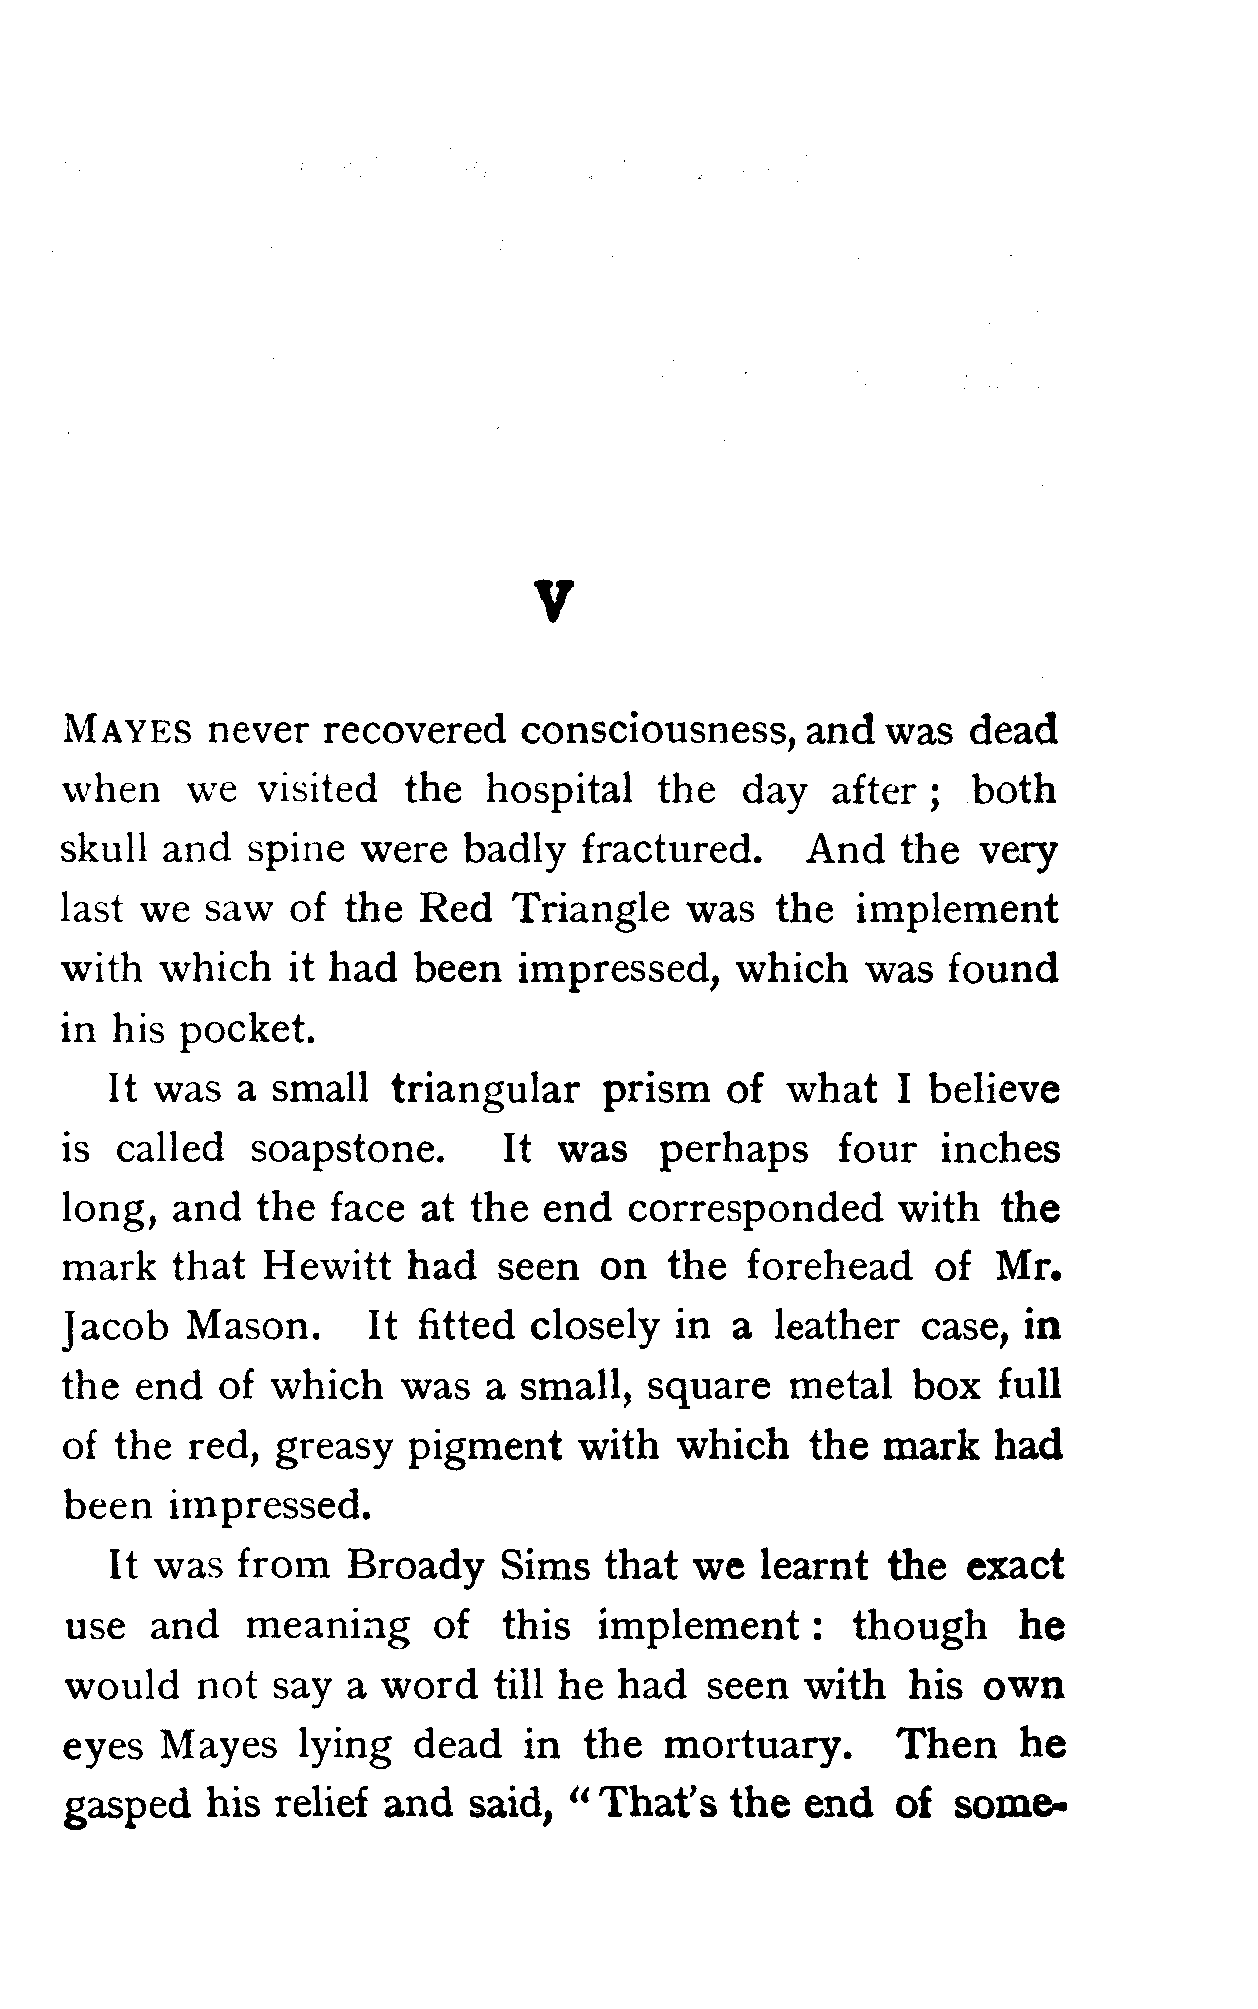 V
MAYES never recovered consciousness, and was dead
when we visited the hospital the day after ; both
skull and spine were badly fractured. And the very
last we saw of the Red Triangle was the implement
with which it had been impressed, which was found
in his pocket.
It was a small triangular prism of what I believe
is called soapstone. It was perhaps four inches
long, and the face at the end corresponded with the
mark that Hewitt had seen on the forehead of Mr.
Jacob Mason. It fitted closely in a leather case, in
the end of which was a small, square metal box full
of the red, greasy pigment with which the mark had
been impressed.
It was from Broady Sims that we learnt the exact
use and meaning of this implement : though he
would not say a word till he had seen with his own
eyes Mayes lying dead in the mortuary. Then he
gasped his relief and said, “ That's the end of some-